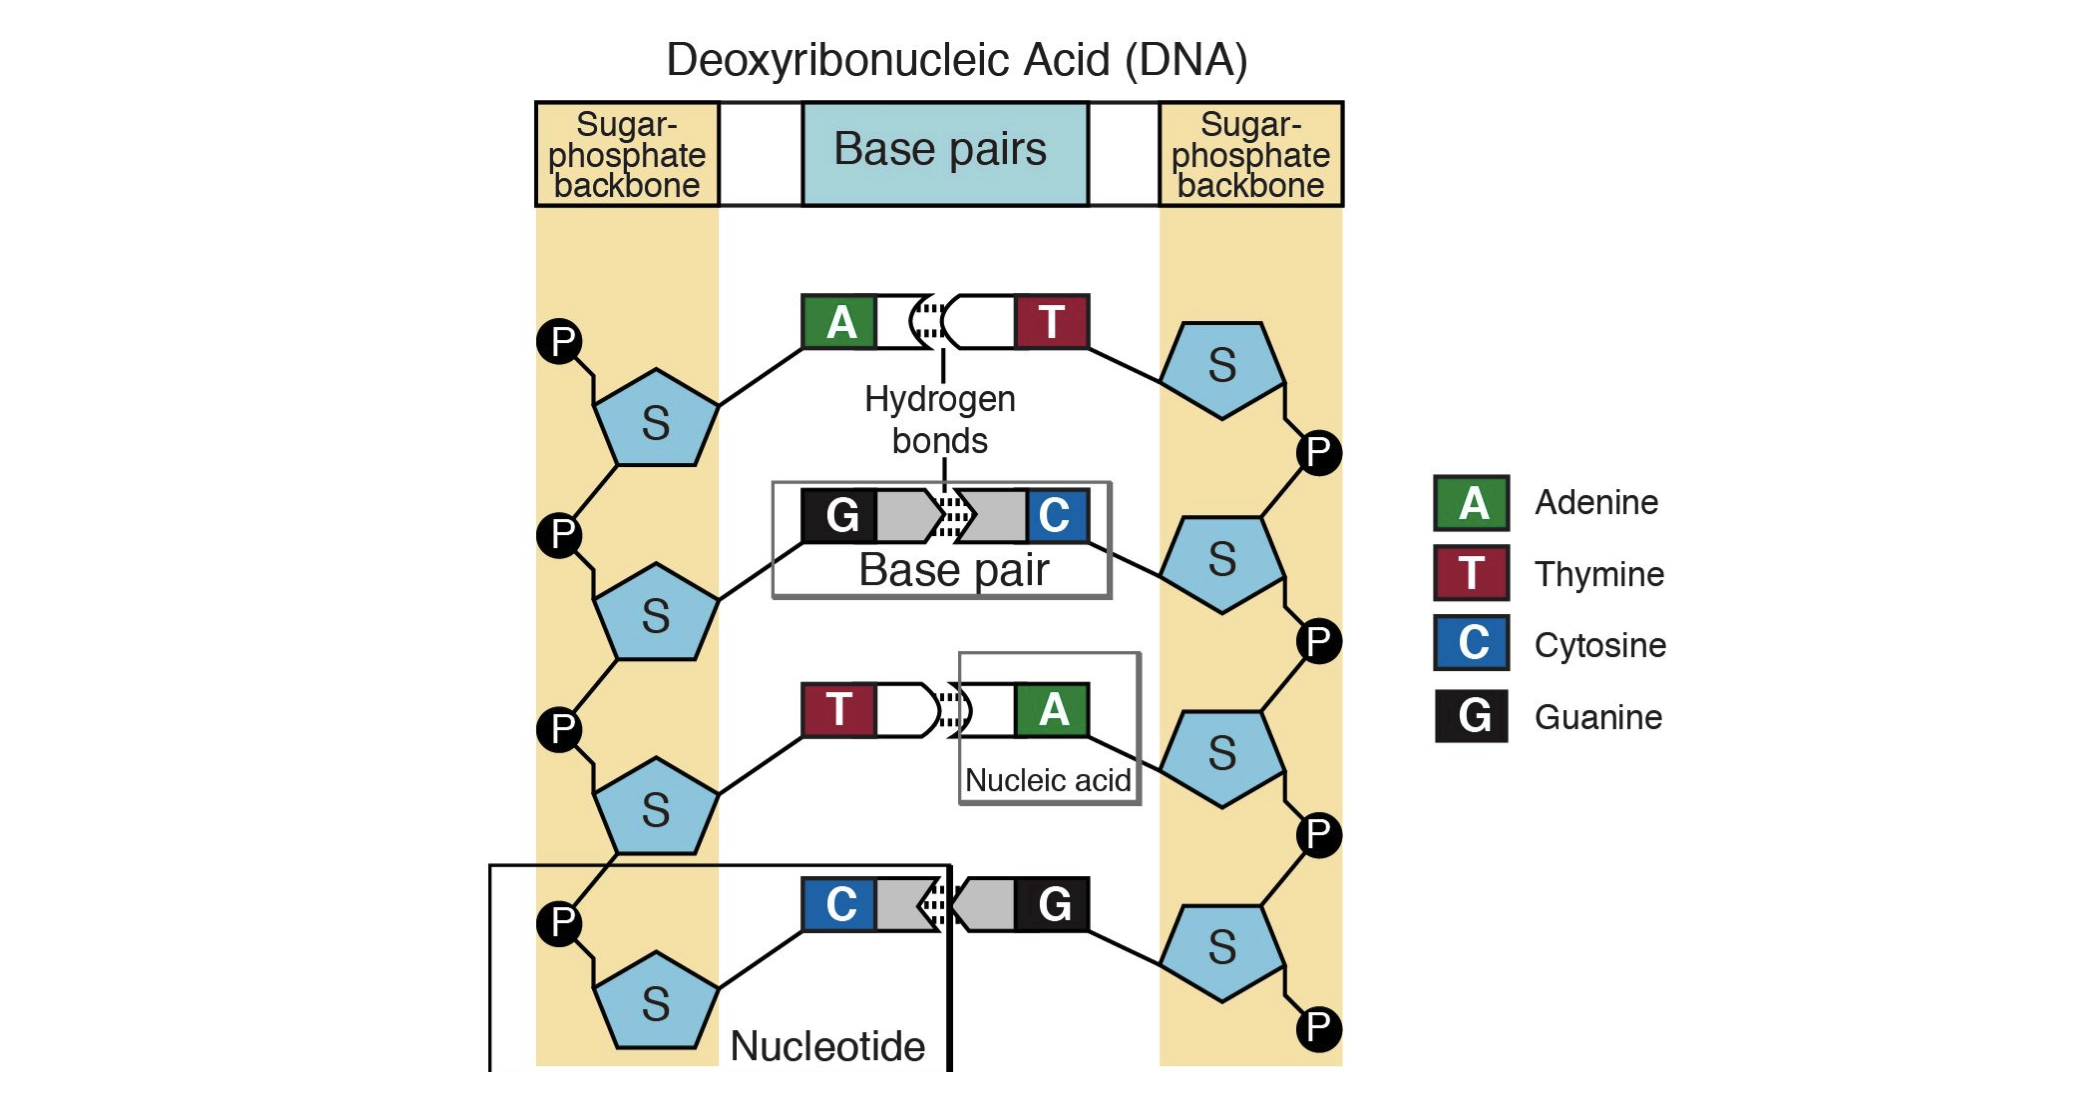 Deoxyribonucleic Acid (DNA)
Sugar-
phosphate
backbone
Base pairs
Sugar-
phosphate
backbone
A
T
P
S
S
Hydrogen
bonds
P
G
C
P
S
S
Base pair
P
T
A
P
S
S
Nucleic acid
P
C
G
P
S
S
Nucleotide
P
A Adenine
T Thymine
C Cytosine
G Guanine